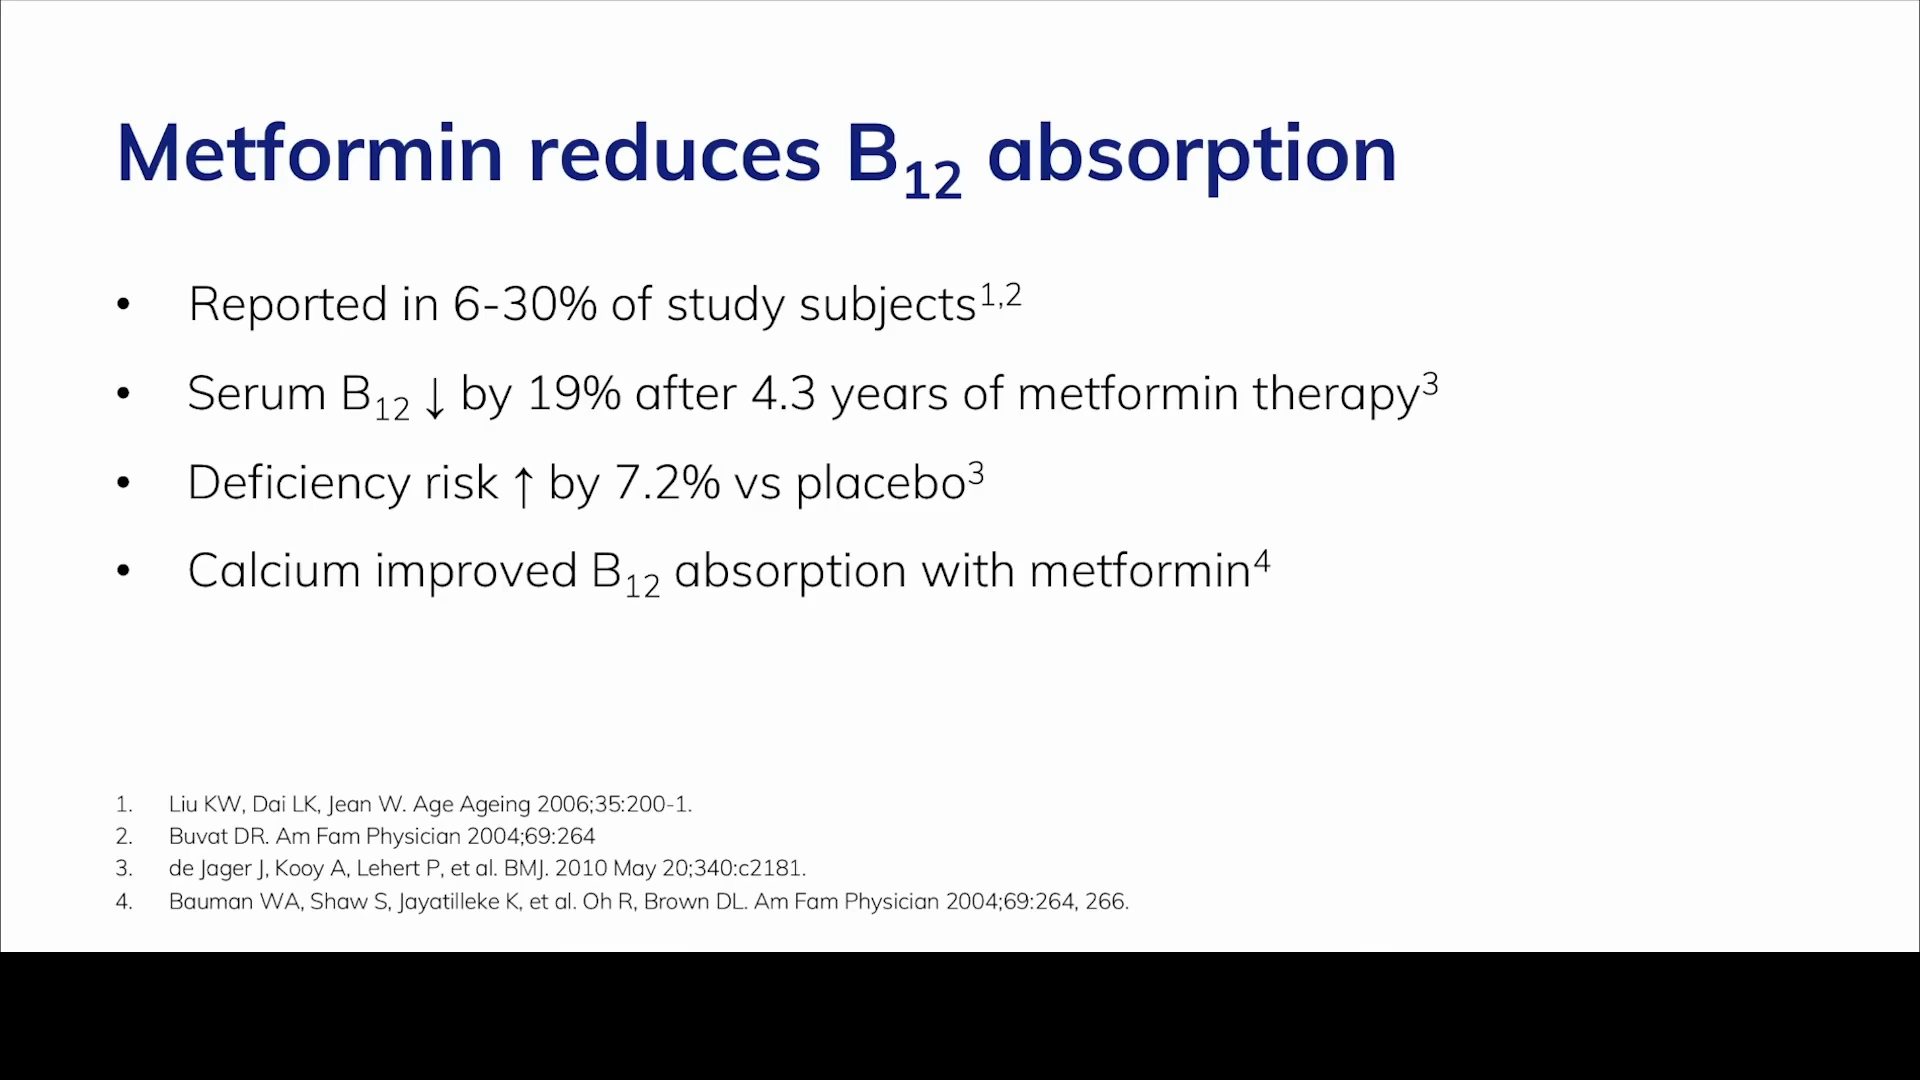 Metformin reduces B₁₂ absorption
• Reported in 6-30% of study subjects¹,²
• Serum B₁₂ ↓ by 19% after 4.3 years of metformin therapy³
• Deficiency risk ↑ by 7.2% vs placebo³
• Calcium improved B₁₂ absorption with metformin⁴
1. Liu KW, Dai LK, Jean W. Age Ageing 2006;35:200-1.
2. Buvat DR. Am Fam Physician 2004;69:264
3. de Jager J, Kooy A, Lehert P, et al. BMJ. 2010 May 20;340:c2181.
4. Bauman WA, Shaw S, Jayatilleke K, et al. Oh R, Brown DL. Am Fam Physician 2004;69:264, 266.